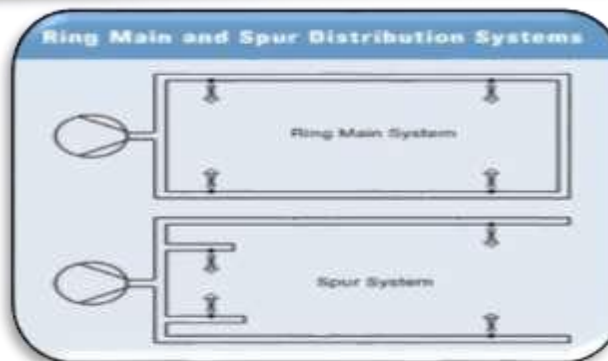 Ring Main and Spur Distribution Systems
Ring Main System
Spur System